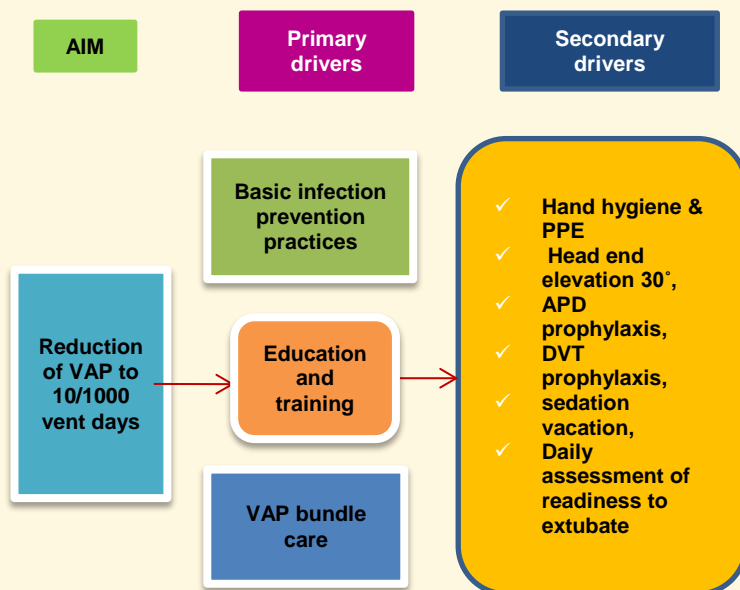 AIM
Primary
drivers
Secondary
drivers
Reduction
of VAP to
10/1000
vent days
Basic infection
prevention
practices
Education
and
training
VAP bundle
care
✓ Hand hygiene &
PPE
✓ Head end
elevation 30˚,
✓ APD
prophylaxis,
✓ DVT
prophylaxis,
✓ sedation
vacation,
✓ Daily
assessment of
readiness to
extubate